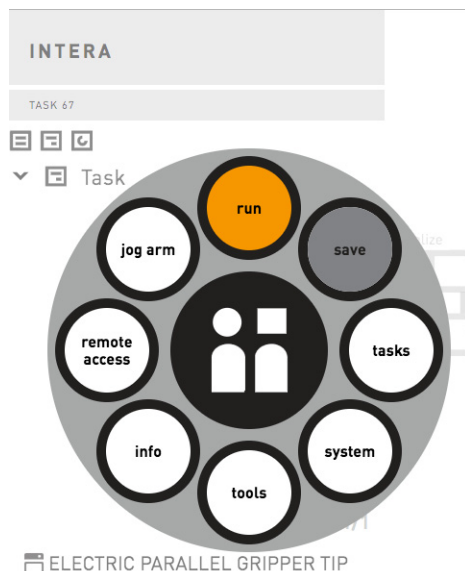 INTERA
TASK 67
Task
run
jog arm
save
remote
access
tasks
info
system
tools
ELECTRIC PARALLEL GRIPPER TIP